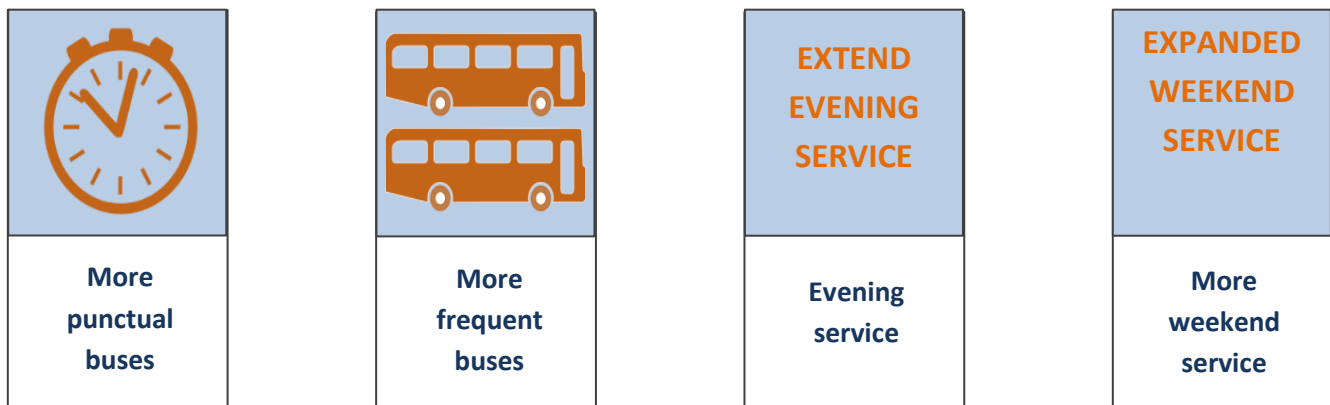 EXTEND
EVENING
SERVICE
EXPANDED
WEEKEND
SERVICE
More
punctual
buses
More
frequent
buses
Evening
service
More
weekend
service